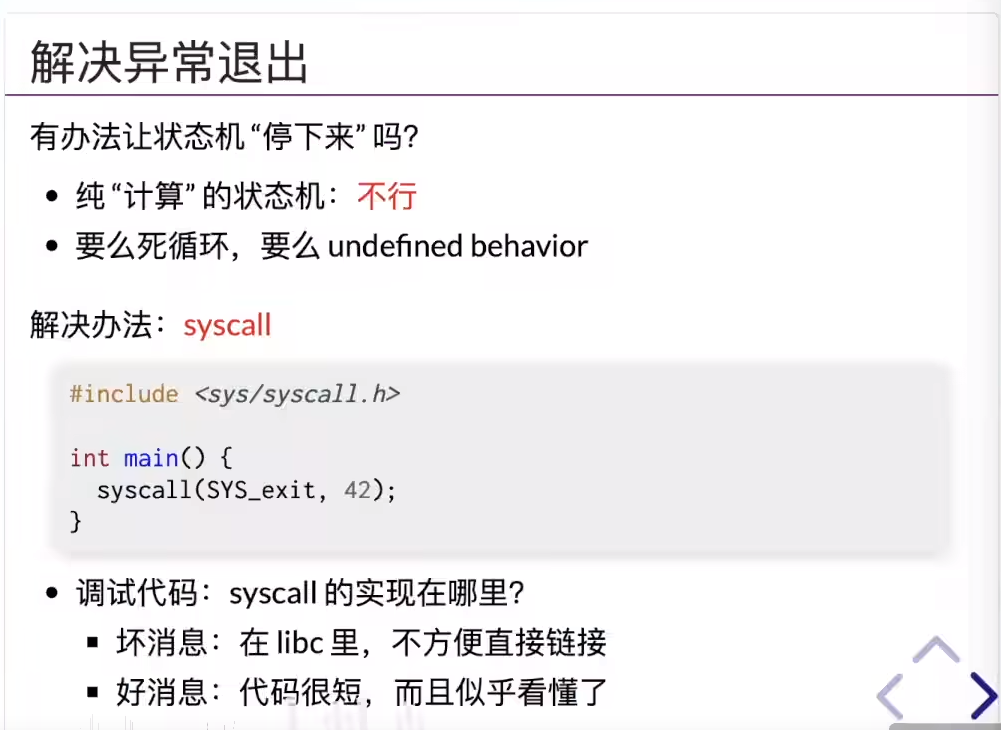 解决异常退出
有办法让状态机“停下来” 吗?
• 纯 “计算” 的状态机：不行
• 要么死循环，要么 undefined behavior
解决办法：syscall
#include <sys/syscall.h>
int main() {
syscall(SYS_exit, 42);
}
• 调试代码：syscall 的实现在哪里?
▪ 坏消息：在 libc 里，不方便直接链接
▪ 好消息：代码很短，而且似乎看懂了